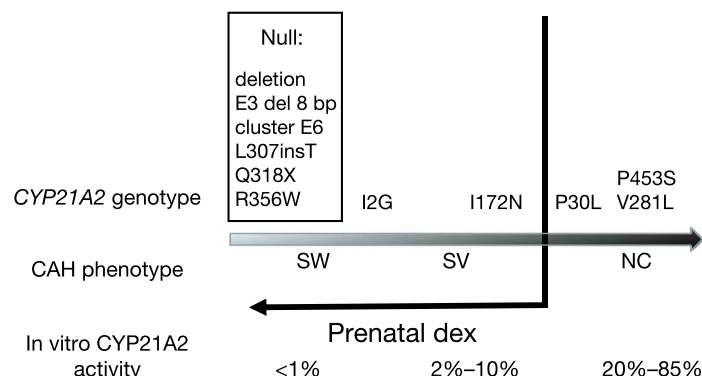 Null:
deletion
E3 del 8 bp
cluster E6
L307insT
Q318X
R356W
CYP21A2 genotype
I2G
I172N
P30L
P453S
V281L
CAH phenotype
SW
SV
NC
Prenatal dex
In vitro CYP21A2
activity
<1%
2%–10%
20%–85%